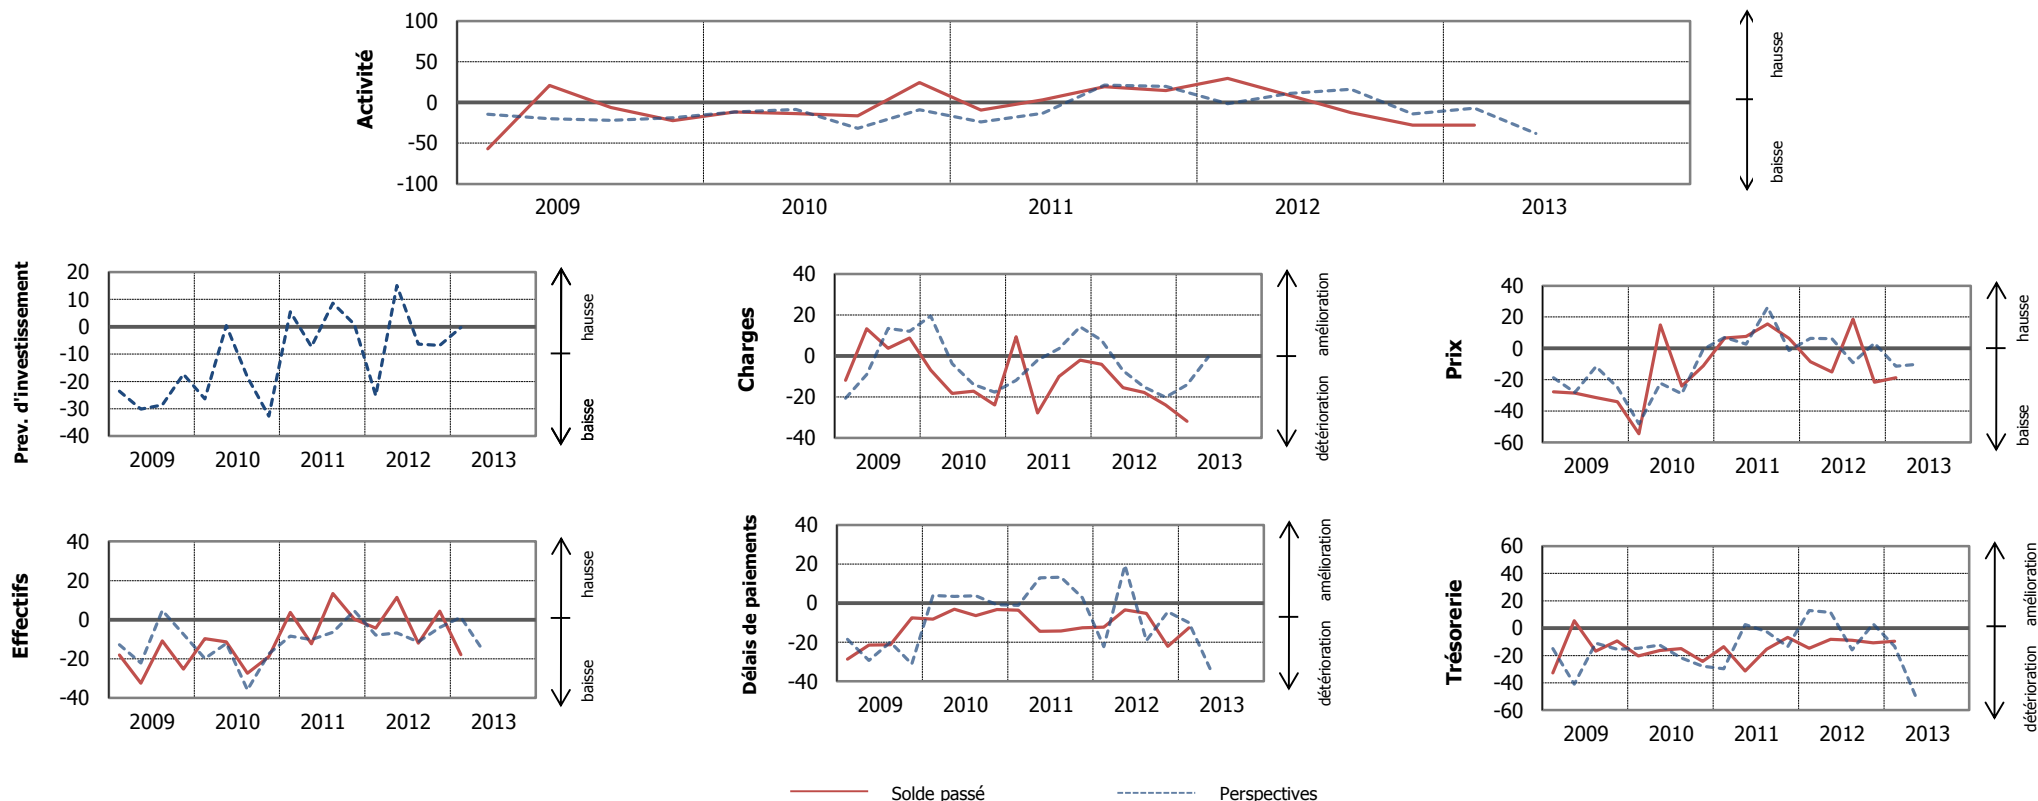 Activité
100
50
0
-50
-100
2009 2010 2011 2012 2013
hausse
baisse
Prev. d'investissement
20
10
0
-10
-20
-30
-40
2009 2010 2011 2012 2013
hausse
baisse
Charges
40
20
0
-20
-40
2009 2010 2011 2012 2013
amélioration
détérioration
Prix
40
20
0
-20
-40
-60
2009 2010 2011 2012 2013
hausse
baisse
Effectifs
40
20
0
-20
-40
2009 2010 2011 2012 2013
hausse
baisse
Délais de paiements
40
20
0
-20
-40
2009 2010 2011 2012 2013
amélioration
détérioration
Trésorerie
60
40
20
0
-20
-40
-60
2009 2010 2011 2012 2013
amélioration
détérioration
Solde passé Perspectives